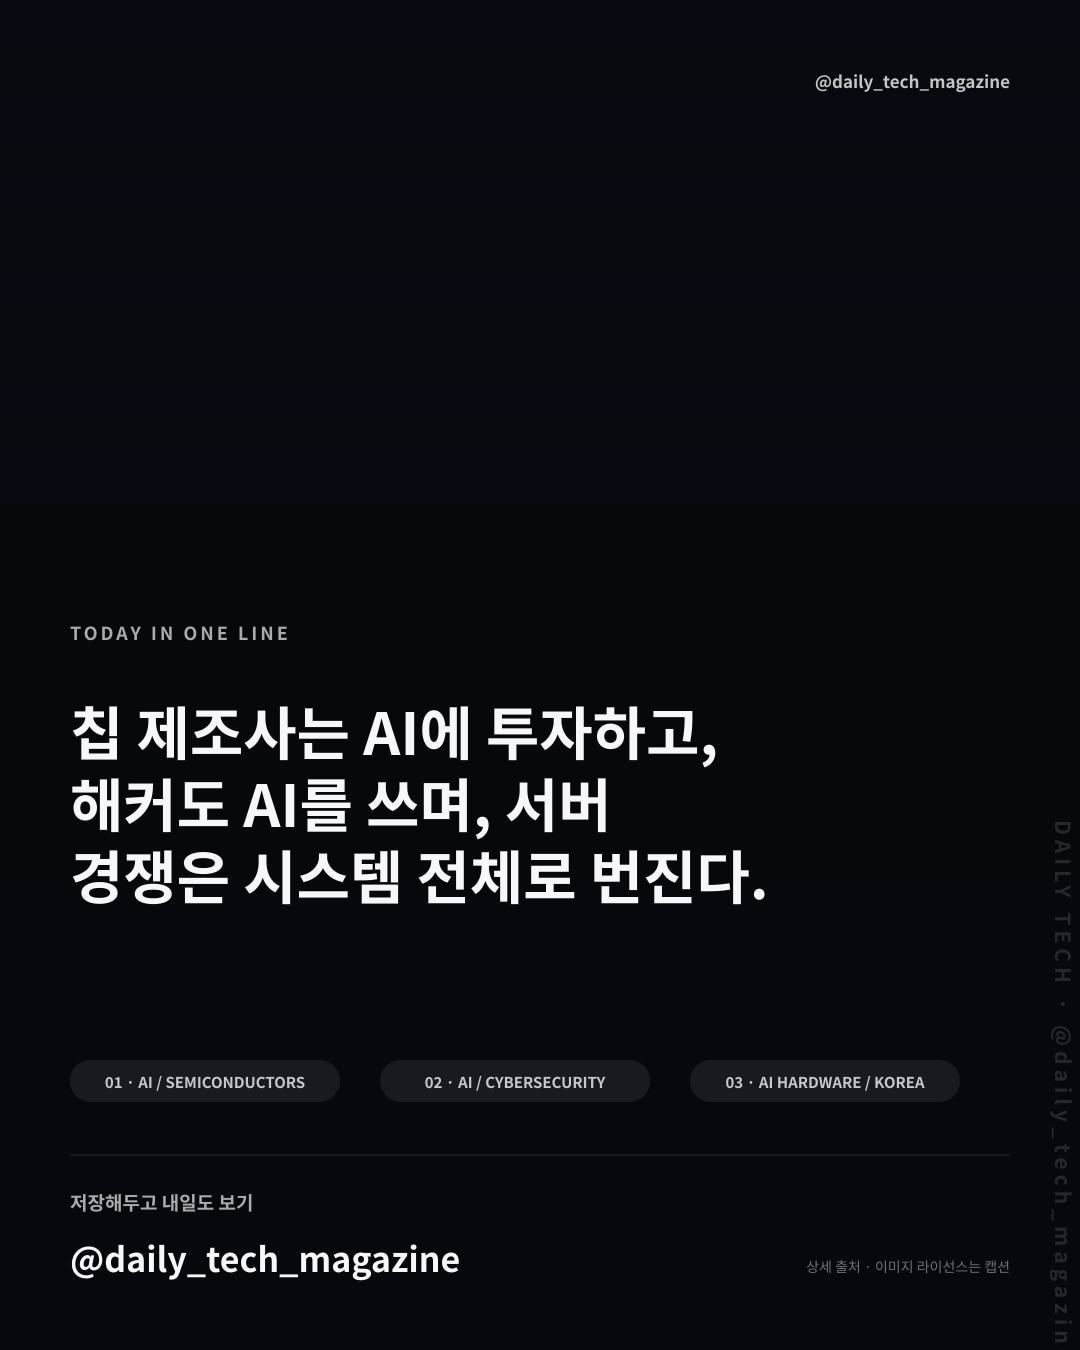 @daily_tech_magazine
TODAY IN ONE LINE
칩 제조사는 AI에 투자하고,
해커도 AI를 쓰며, 서버
경쟁은 시스템 전체로 번진다.
01 · AI / SEMICONDUCTORS
02 · AI / CYBERSECURITY
03 · AI HARDWARE / KOREA
저장해두고 내일도 보기
@daily_tech_magazine
상세 출처 · 이미지 라이선스는 캡션
DAILY TECH · @daily_tech_magazin